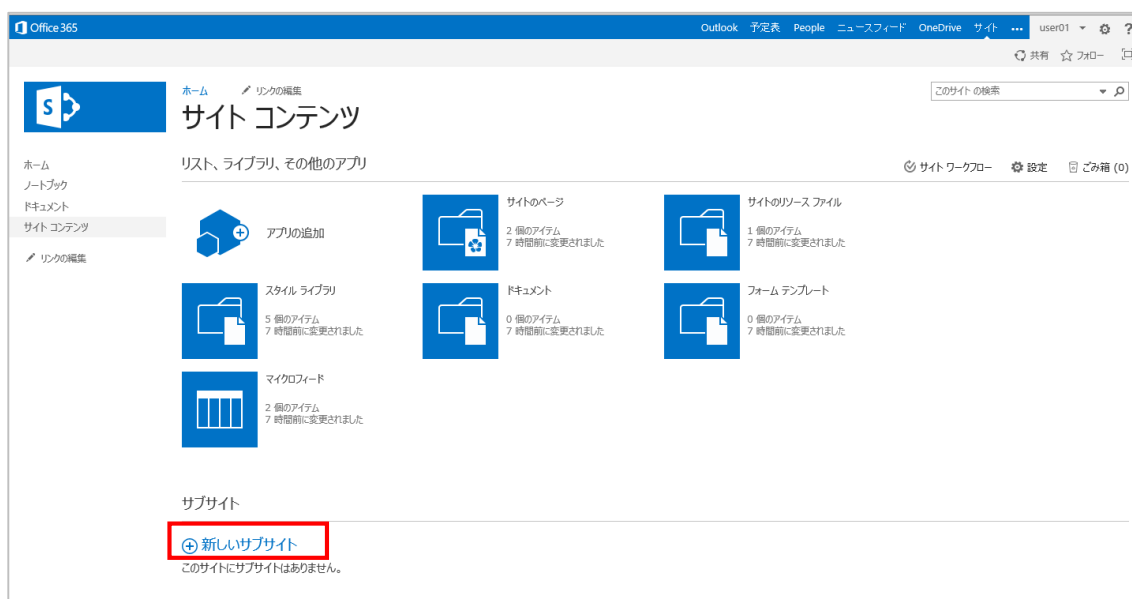 Office 365
Outlook 予定表 People ニュースフィード OneDrive サイト ••• user01
?
共有 フォロー
S
ホーム リンクの編集
サイト コンテンツ
このサイト の検索
ホーム
ノートブック
ドキュメント
サイト コンテンツ
リンクの編集
リスト、ライブラリ、その他のアプリ
サイト ワークフロー 設定 ごみ箱 (0)
アプリの追加
サイトのページ
2 個のアイテム
7 時間前に変更されました
サイトのリソース ファイル
1 個のアイテム
7 時間前に変更されました
スタイル ライブラリ
5 個のアイテム
7 時間前に変更されました
ドキュメント
0 個のアイテム
7 時間前に変更されました
フォーム テンプレート
0 個のアイテム
7 時間前に変更されました
マイクロフィード
2 個のアイテム
7 時間前に変更されました
サブサイト
新しいサブサイト
このサイトにサブサイトはありません。